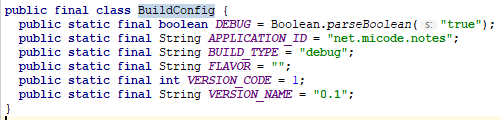 public final class BuildConfig {
public static final boolean DEBUG = Boolean.parseBoolean( s: "true");
public static final String APPLICATION_ID = "net.micode.notes";
public static final String BUILD_TYPE = "debug";
public static final String FLAVOR = "";
public static final int VERSION_CODE = 1;
public static final String VERSION_NAME = "0.1";
}